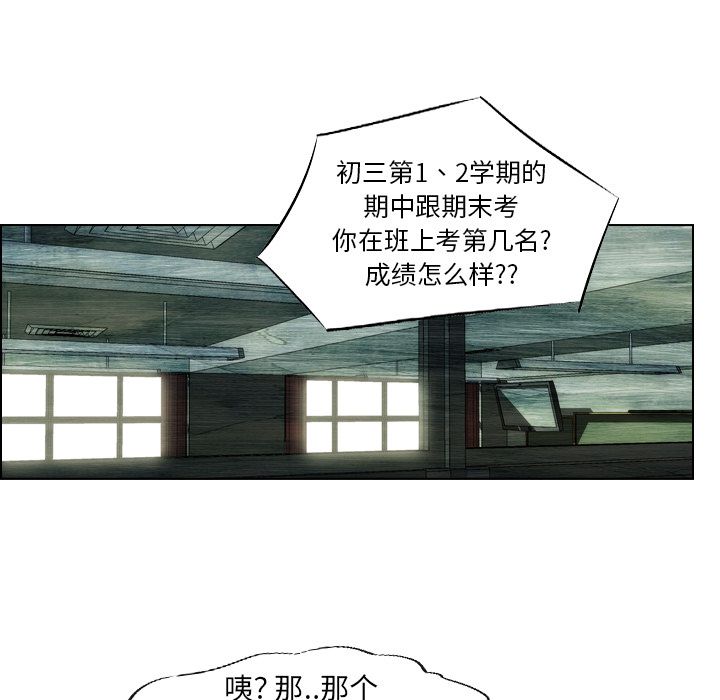 初三第1、2学期的
期中跟期末考
你在班上考第几名?
成绩怎么样??
咦? 那..那个